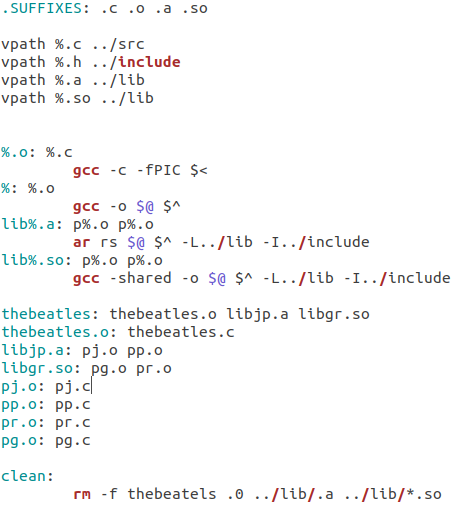 .SUFFIXES: .c .o .a .so
vpath %.c ../src
vpath %.h ../include
vpath %.a ../lib
vpath %.so ../lib
%.o: %.c
gcc -c -fPIC $<
%: %.o
gcc -o $@ $^
lib%.a: p%.o p%.o
ar rs $@ $^ -L../lib -I../include
lib%.so: p%.o p%.o
gcc -shared -o $@ $^ -L../lib -I../include
thebeatles: thebeatles.o libjp.a libgr.so
thebeatles.o: thebeatles.c
libjp.a: pj.o pp.o
libgr.so: pg.o pr.o
pj.o: pj.c
pp.o: pp.c
pr.o: pr.c
pg.o: pg.c
clean:
rm -f thebeatels .0 ../lib/.a ../lib/*.so